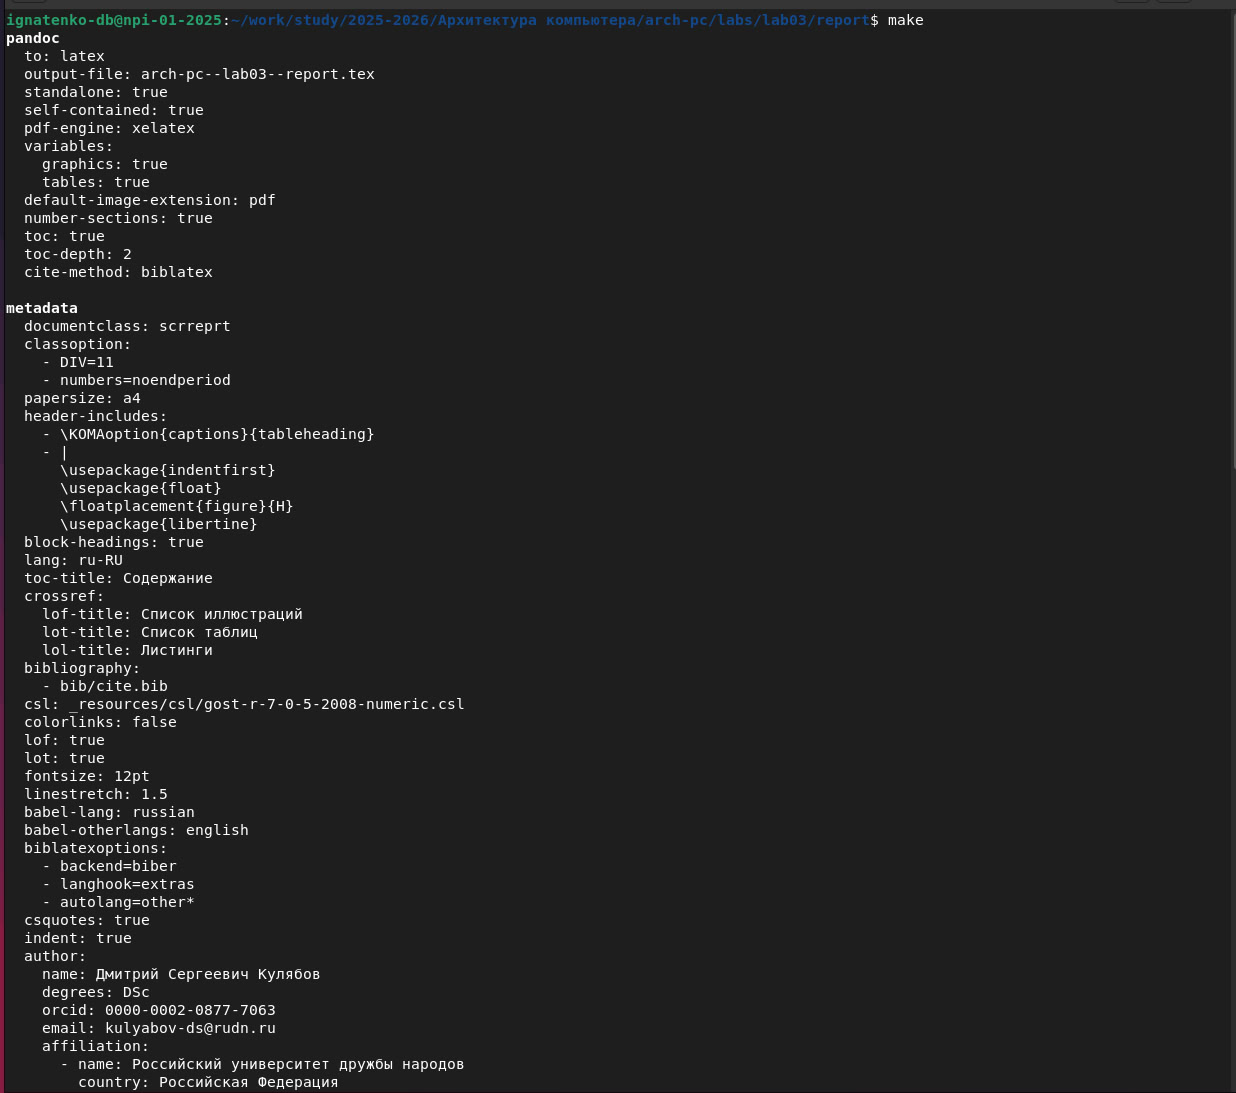 ignatenko-db@npi-01-2025:~/work/study/2025-2026/Архитектура компьютера/arch-pc/labs/lab03/report$ make
pandoc
  to: latex
  output-file: arch-pc--lab03--report.tex
  standalone: true
  self-contained: true
  pdf-engine: xelatex
  variables:
    graphics: true
    tables: true
  default-image-extension: pdf
  number-sections: true
  toc: true
  toc-depth: 2
  cite-method: biblatex

metadata
  documentclass: scrreprt
  classoption:
    - DIV=11
    - numbers=noendperiod
  papersize: a4
  header-includes:
    - \KOMAoption{captions}{tableheading}
    - |
      \usepackage{indentfirst}
      \usepackage{float}
      \floatplacement{figure}{H}
      \usepackage{libertine}
  block-headings: true
  lang: ru-RU
  toc-title: Содержание
  crossref:
    lof-title: Список иллюстраций
    lot-title: Список таблиц
    lol-title: Листинги
  bibliography:
    - bib/cite.bib
  csl: _resources/csl/gost-r-7-0-5-2008-numeric.csl
  colorlinks: false
  lof: true
  lot: true
  fontsize: 12pt
  linestretch: 1.5
  babel-lang: russian
  babel-otherlangs: english
  biblatexoptions:
    - backend=biber
    - langhook=extras
    - autolang=other*
  csquotes: true
  indent: true
  author:
    name: Дмитрий Сергеевич Кулябов
    degrees: DSc
    orcid: 0000-0002-0877-7063
    email: kulyabov-ds@rudn.ru
    affiliation:
      - name: Российский университет дружбы народов
        country: Российская Федерация